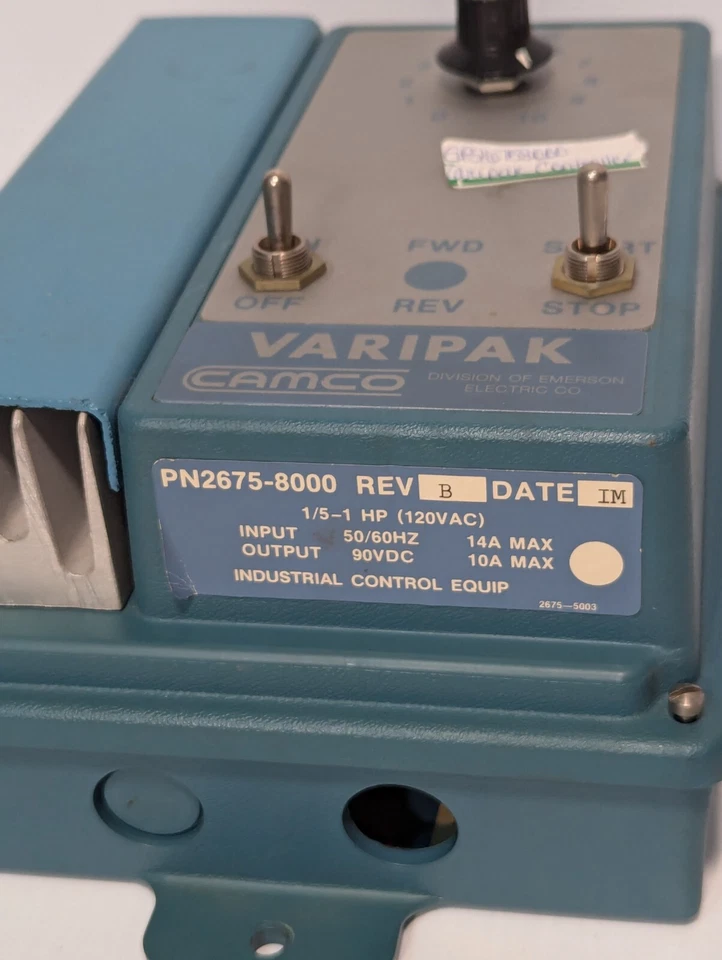 10
OFF
FWD
REV
STOP
VARIPAK
CAMCO DIVISION OF EMERSON
ELECTRIC CO.
PN2675-8000 REV B DATE IM
1/5-1 HP (120VAC)
INPUT 50/60HZ 14A MAX
OUTPUT 90VDC 10A MAX
INDUSTRIAL CONTROL EQUIP
2675-5003